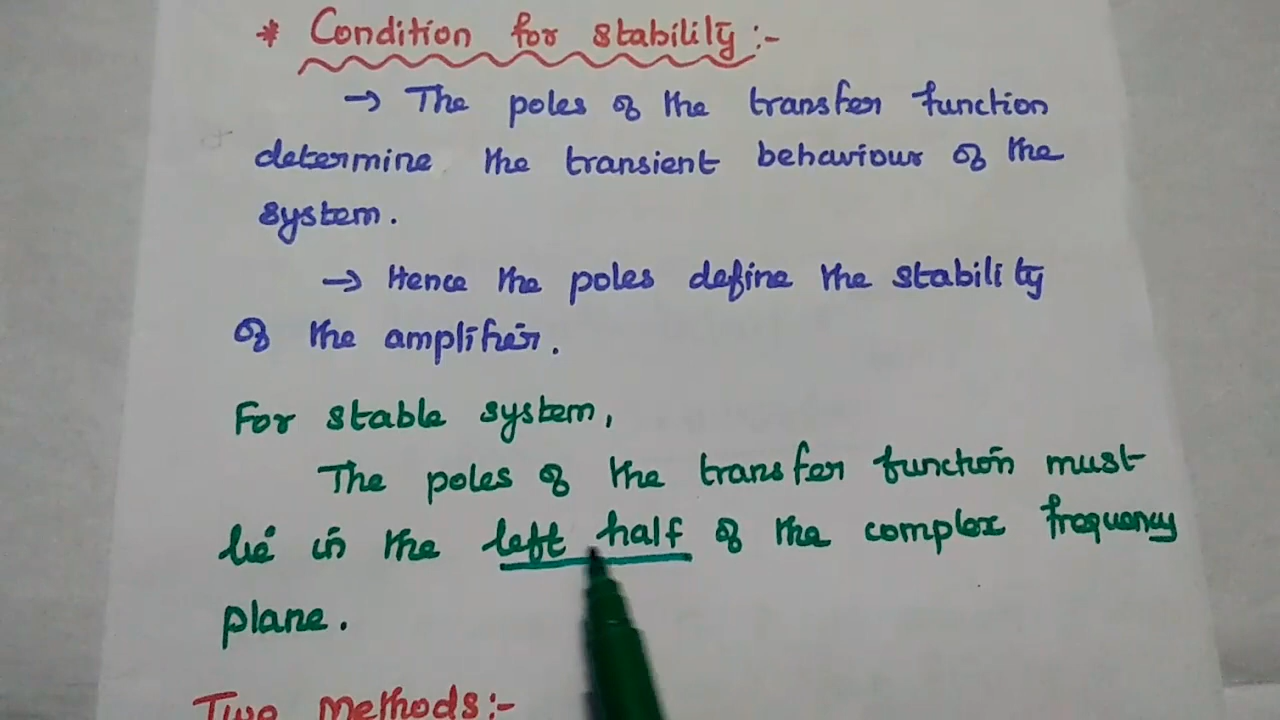 * Condition for stability :-
→ The poles of the transfer function
determine the transient behaviour of the
system.
→ Hence the poles define the stability
of the amplifier.
For stable system,
The poles of the transfer function must
lie in the left half of the complex frequency
plane.
Two Methods:-